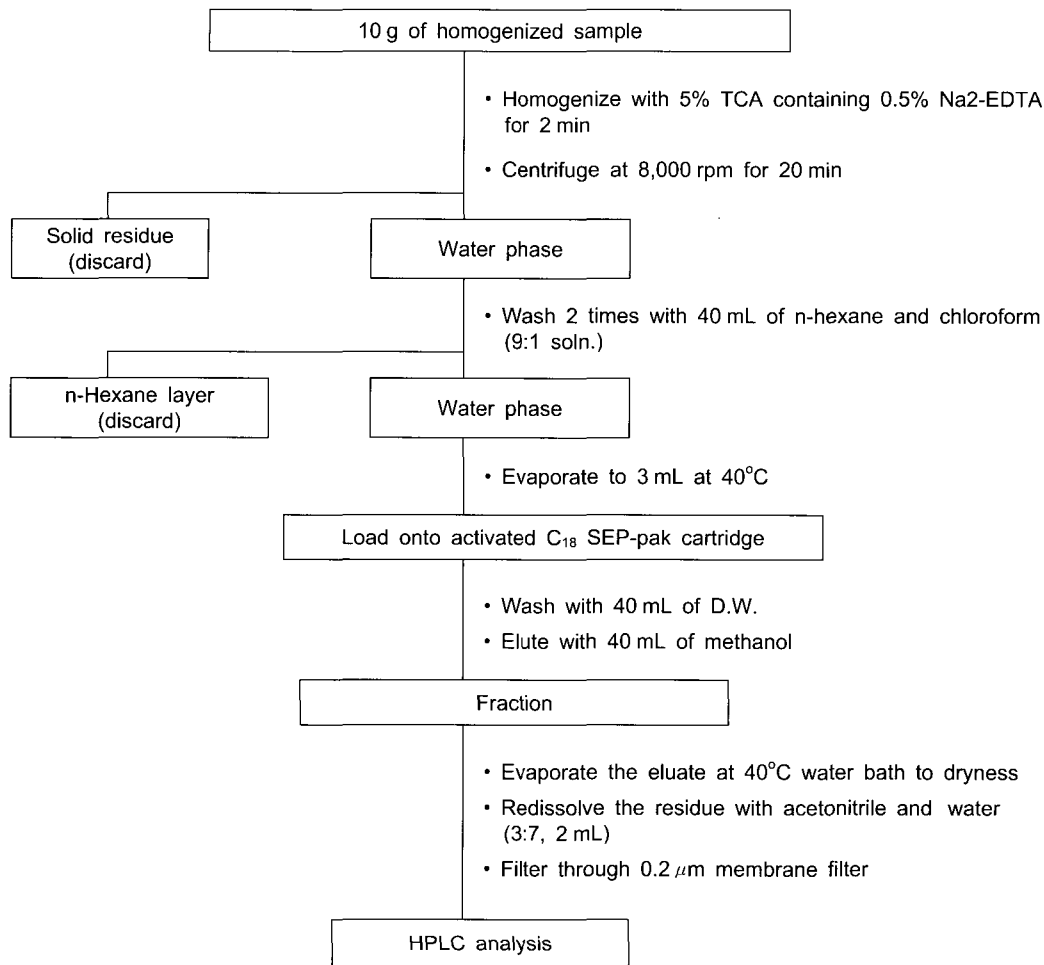 10 g of homogenized sample
• Homogenize with 5% TCA containing 0.5% Na2-EDTA
for 2 min
• Centrifuge at 8,000 rpm for 20 min
Solid residue
(discard)
Water phase
• Wash 2 times with 40 mL of n-hexane and chloroform
(9:1 soln.)
n-Hexane layer
(discard)
Water phase
• Evaporate to 3 mL at 40°C
Load onto activated C₁₈ SEP-pak cartridge
• Wash with 40 mL of D.W.
• Elute with 40 mL of methanol
Fraction
• Evaporate the eluate at 40°C water bath to dryness
• Redissolve the residue with acetonitrile and water
(3:7, 2 mL)
• Filter through 0.2 μm membrane filter
HPLC analysis